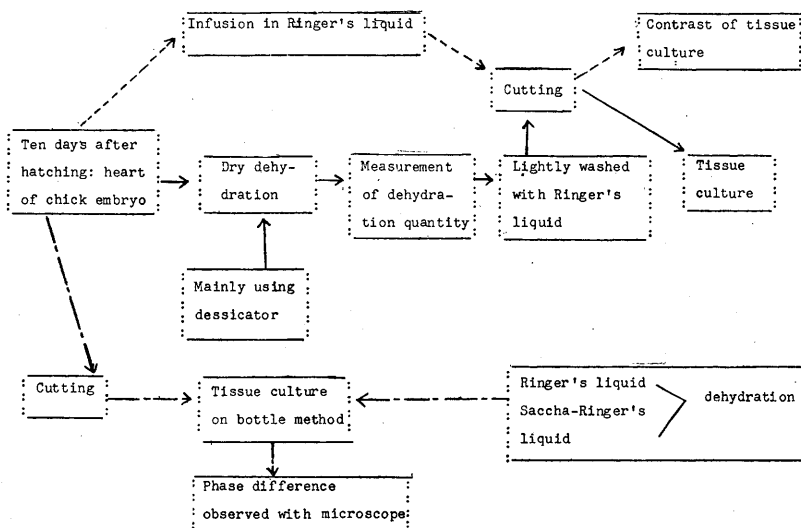 Infusion in Ringer's liquid
Contrast of tissue
culture
Cutting
Ten days after
hatching: heart
of chick embryo
Dry dehy-
dration
Measurement
of dehydra-
tion quantity
Lightly washed
with Ringer's
liquid
Tissue
culture
Mainly using
dessicator
Cutting
Tissue culture
on bottle method
Ringer's liquid
Saccha-Ringer's
liquid
dehydration
Phase difference
observed with microscope